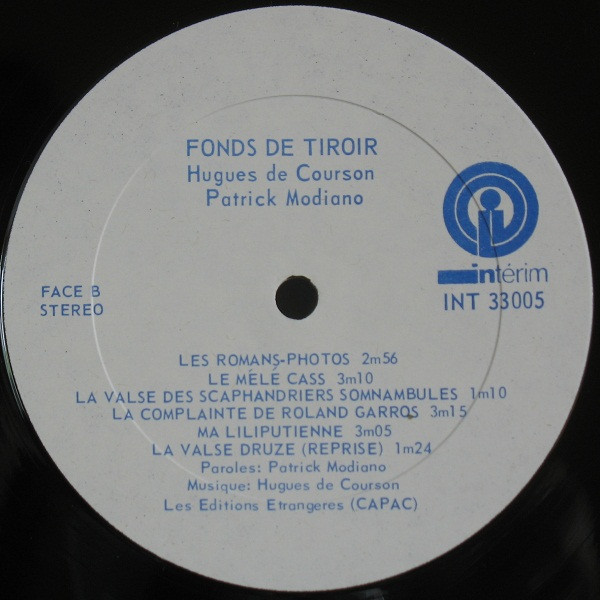 FONDS DE TIROIR
Hugues de Courson
Patrick Modiano
intérim
INT 33005
FACE B
STEREO
LES ROMANS-PHOTOS 2m56
LE MÉLÉ CASS 3m10
LA VALSE DES SCAPHANDRIERS SOMNAMBULES 1m10
LA COMPLAINTE DE ROLAND GARROS 3m15
MA LILIPUTIENNE 3m05
LA VALSE DRUZE (REPRISE) 1m24
Paroles: Patrick Modiano
Musique: Hugues de Courson
Les Editions Etrangeres (CAPAC)